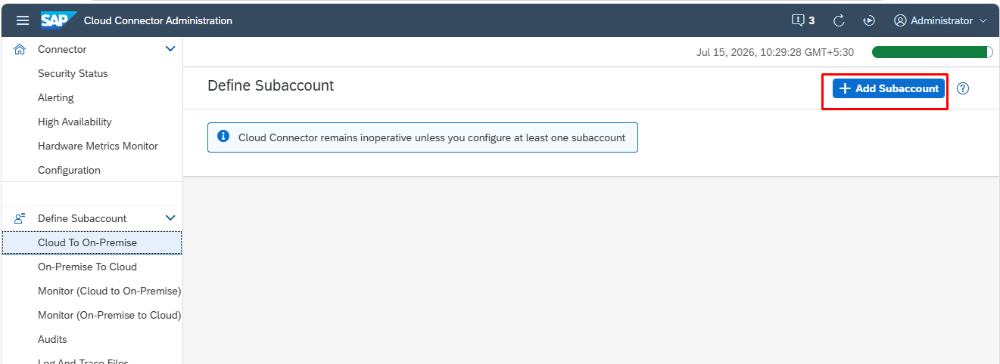 SAP Cloud Connector Administration 3 Administrator
Connector
Security Status
Alerting
High Availability
Hardware Metrics Monitor
Configuration
Define Subaccount
Cloud To On-Premise
On-Premise To Cloud
Monitor (Cloud to On-Premise)
Monitor (On-Premise to Cloud)
Audits
Log And Trace Files
Jul 15, 2026, 10:29:28 GMT+5:30
Define Subaccount
+ Add Subaccount ?
Cloud Connector remains inoperative unless you configure at least one subaccount